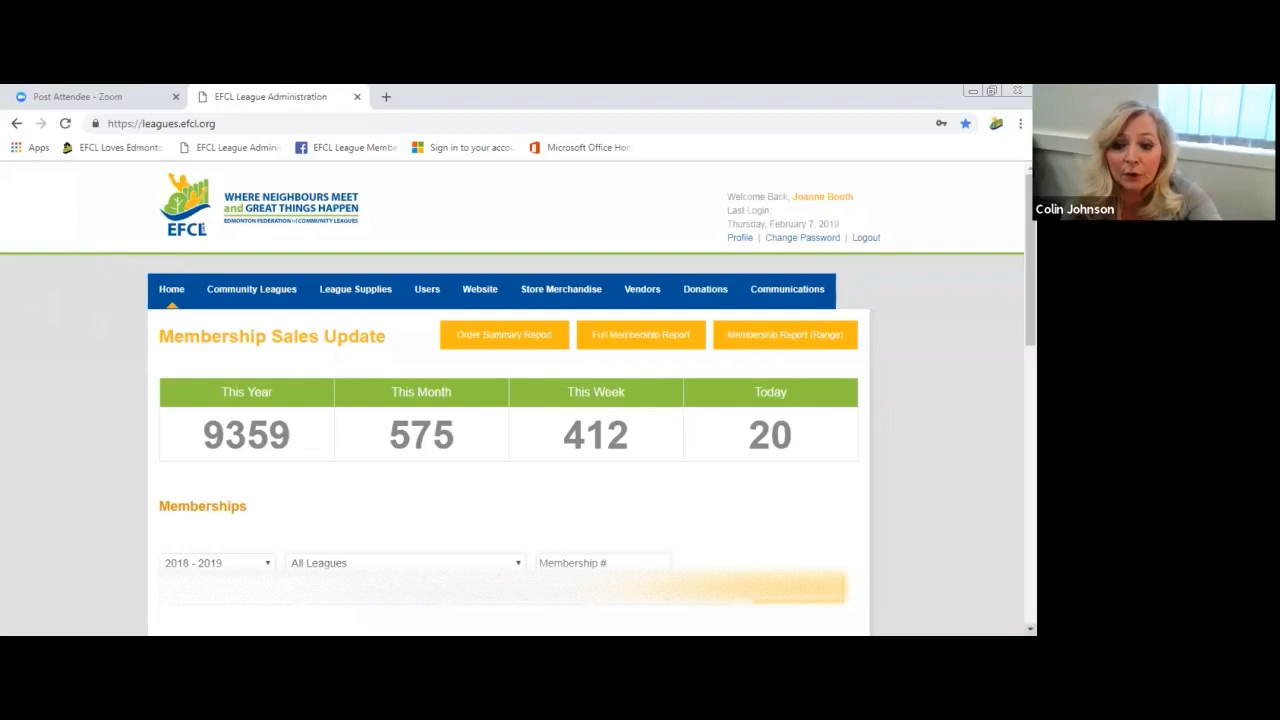 Post Attendee - Zoom
EFCL League Administration
https://leagues.efcl.org
Apps
EFCL Loves Edmonto
EFCL League Admini
EFCL League Membe
Sign in to your accou
Microsoft Office Hom
WHERE NEIGHBOURS MEET
and GREAT THINGS HAPPEN
EDMONTON FEDERATION of COMMUNITY LEAGUES
EFCL
Welcome Back, Joanne Booth
Last Login:
Thursday, February 7, 2019
Profile | Change Password | Logout
Colin Johnson
Home Community Leagues League Supplies Users Website Store Merchandise Vendors Donations Communications
Membership Sales Update
Order Summary Report
Full Membership Report
Membership Report (Range)
This Year This Month This Week Today
9359 575 412 20
Memberships
2018 - 2019 All Leagues Membership #